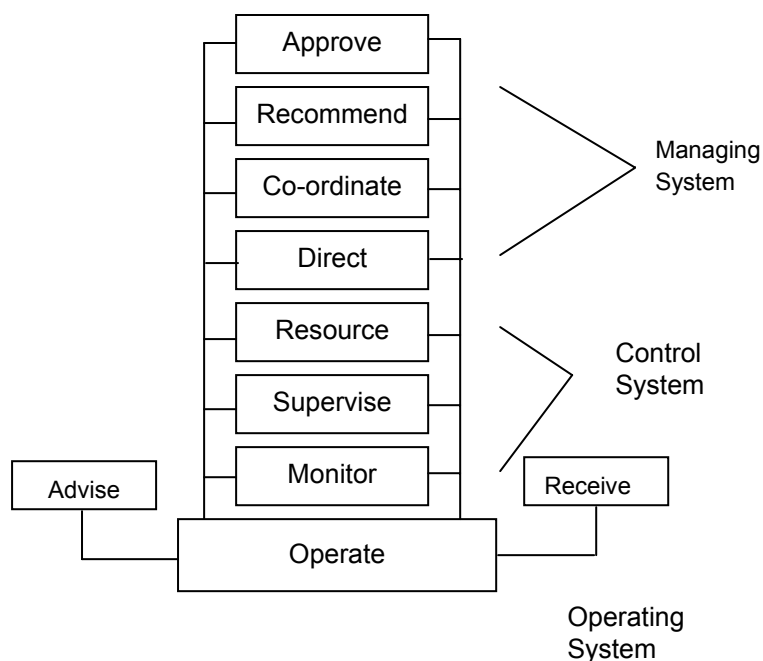 Approve
Recommend
Managing
System
Co-ordinate
Direct
Resource
Control
System
Supervise
Monitor
Advise
Receive
Operate
Operating
System